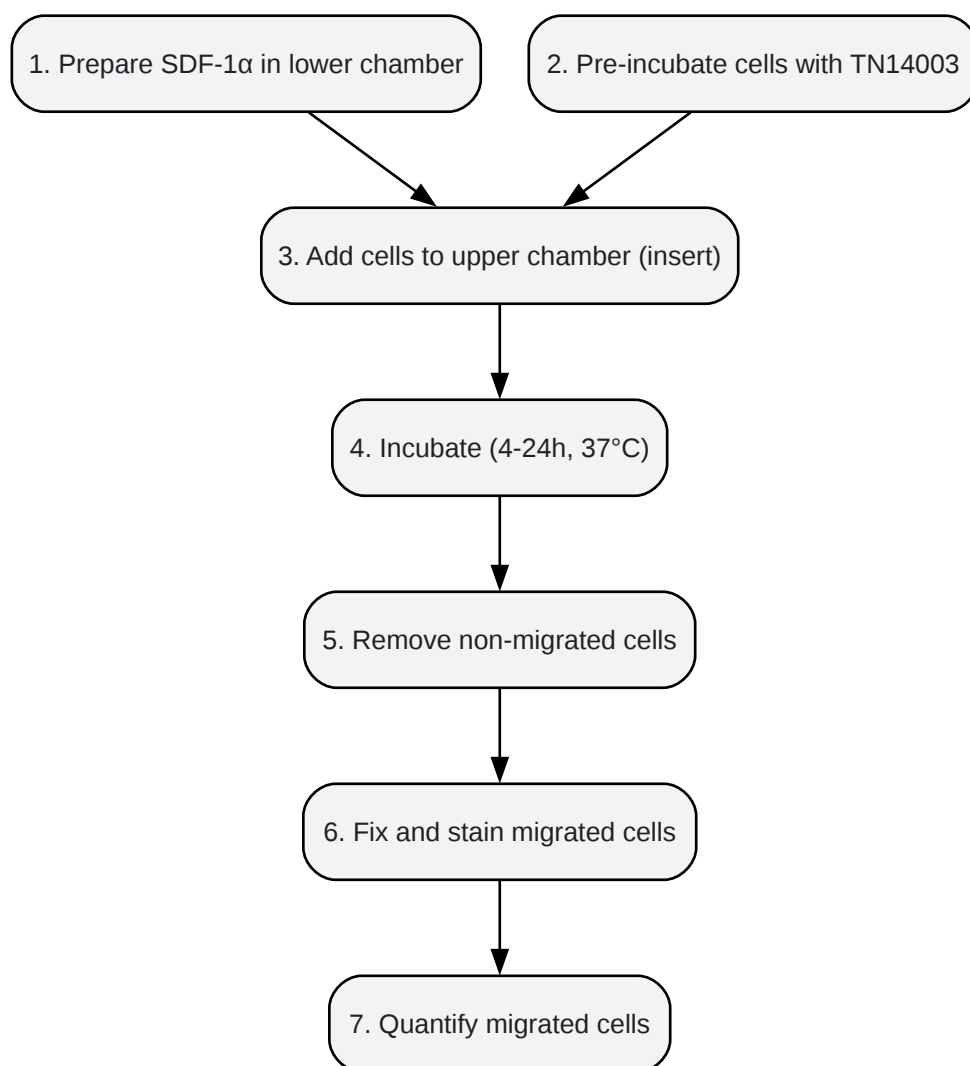 1. Prepare SDF-1α in lower chamber
2. Pre-incubate cells with TN14003
3. Add cells to upper chamber (insert)
4. Incubate (4-24h, 37°C)
5. Remove non-migrated cells
6. Fix and stain migrated cells
7. Quantify migrated cells